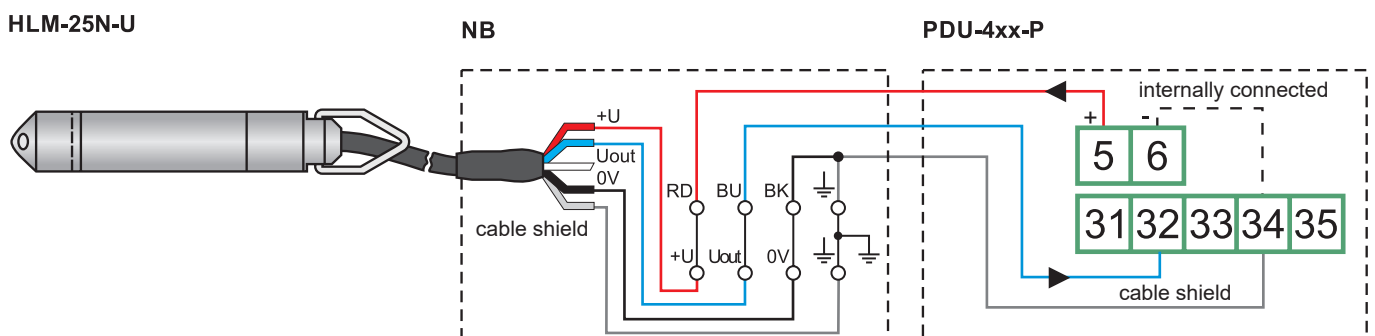 HLM-25N-U
NB
PDU-4xx-P
internally connected
+U
+ -
5 6
Uout
0V
RD BU BK
31 32 33 34 35
cable shield
+U Uout 0V
cable shield